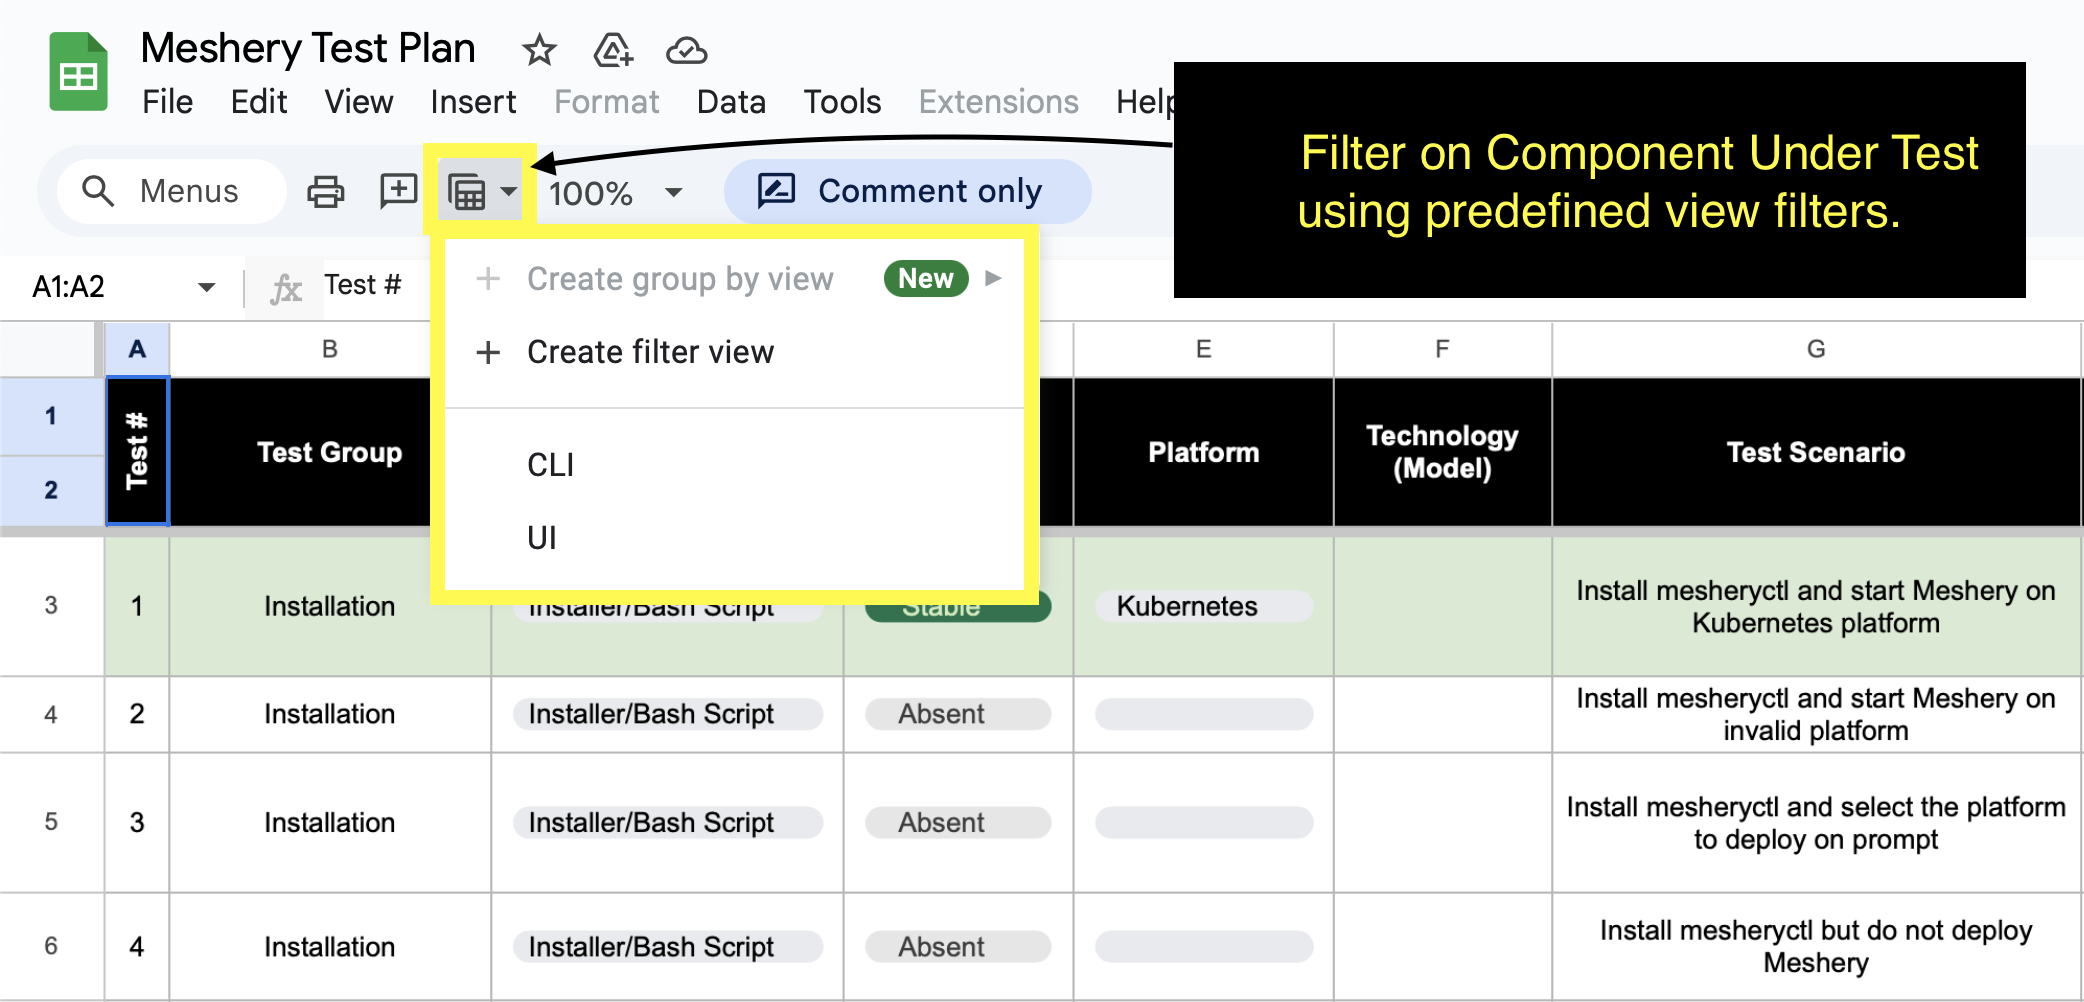 Meshery Test Plan
File Edit View Insert Format Data Tools Extensions Help
Filter on Component Under Test
using predefined view filters.
Menus 100% Comment only
A1:A2 fx Test #
Create group by view New
Create filter view
CLI
UI
A B E F G
1
2
Test # Test Group Platform Technology
(Model) Test Scenario
3 1 Installation Installer/Bash Script Stable Kubernetes Install mesheryctl and start Meshery on
Kubernetes platform
4 2 Installation Installer/Bash Script Absent Install mesheryctl and start Meshery on
invalid platform
5 3 Installation Installer/Bash Script Absent Install mesheryctl and select the platform
to deploy on prompt
6 4 Installation Installer/Bash Script Absent Install mesheryctl but do not deploy
Meshery